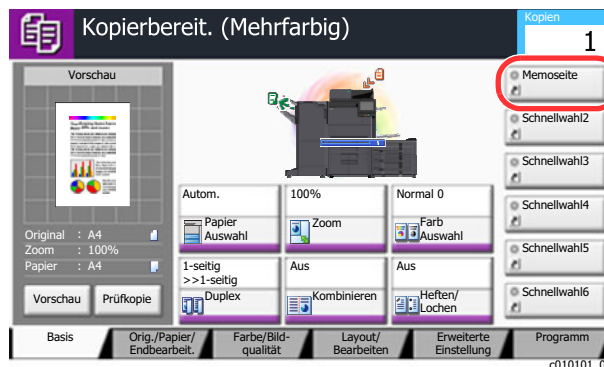 Kopierbereit. (Mehrfarbig)
Kopien
1
Vorschau
Original : A4
Zoom : 100%
Papier : A4
Vorschau
Prüfkopie
Autom.
Papier
Auswahl
100%
Zoom
Normal 0
Farb
Auswahl
1-seitig
>>1-seitig
Duplex
Aus
Kombinieren
Aus
Heften/
Lochen
Memoseite
Schnellwahl2
Schnellwahl3
Schnellwahl4
Schnellwahl5
Schnellwahl6
Basis
Orig./Papier/
Endbearbeit.
Farbe/Bild-
qualität
Layout/
Bearbeiten
Erweiterte
Einstellung
Programm
c010101_0